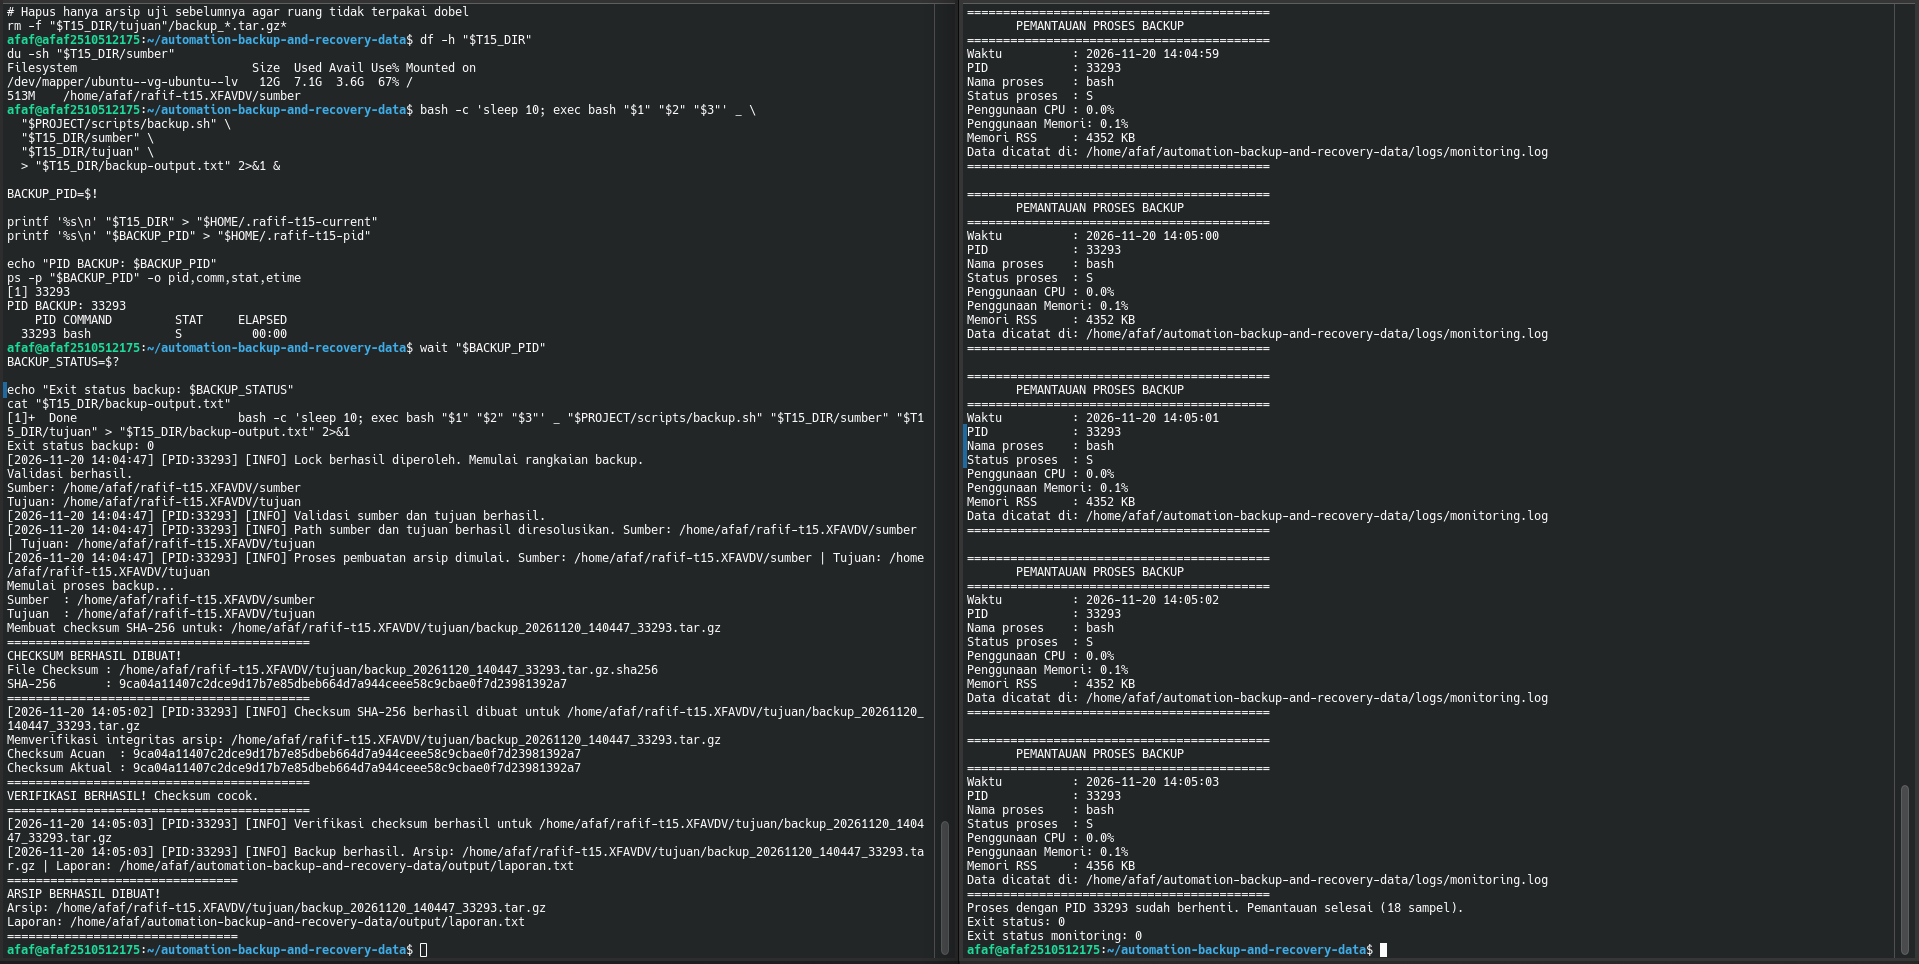 # Hapus hanya arsip uji sebelumnya agar ruang tidak terpakai dobel
rm -f "$T15_DIR/tujuan"/backup_*.tar.gz*
afaf@afaf2510512175:~/automation-backup-and-recovery-data$ df -h "$T15_DIR"
du -sh "$T15_DIR/sumber"
Filesystem                         Size  Used Avail Use% Mounted on
/dev/mapper/ubuntu--vg-ubuntu--lv   12G  7.1G  3.6G  67% /
513M    /home/afaf/rafif-t15.XFAVDV/sumber
afaf@afaf2510512175:~/automation-backup-and-recovery-data$ bash -c 'sleep 10; exec bash "$1" "$2" "$3"' _ \
  "$PROJECT/scripts/backup.sh" \
  "$T15_DIR/sumber" \
  "$T15_DIR/tujuan" \
  > "$T15_DIR/backup-output.txt" 2>&1 &
BACKUP_PID=$!
printf '%s\n' "$T15_DIR" > "$HOME/.rafif-t15-current"
printf '%s\n' "$BACKUP_PID" > "$HOME/.rafif-t15-pid"
echo "PID BACKUP: $BACKUP_PID"
ps -p "$BACKUP_PID" -o pid,comm,stat,etime
[1] 33293
PID BACKUP: 33293
    PID COMMAND         STAT     ELAPSED
  33293 bash            S          00:00
afaf@afaf2510512175:~/automation-backup-and-recovery-data$ wait "$BACKUP_PID"
BACKUP_STATUS=$?
echo "Exit status backup: $BACKUP_STATUS"
cat "$T15_DIR/backup-output.txt"
[1]+  Done                    bash -c 'sleep 10; exec bash "$1" "$2" "$3"' _ "$PROJECT/scripts/backup.sh" "$T15_DIR/sumber" "$T1
5_DIR/tujuan" > "$T15_DIR/backup-output.txt" 2>&1
Exit status backup: 0
[2026-11-20 14:04:47] [PID:33293] [INFO] Lock berhasil diperoleh. Memulai rangkaian backup.
Validasi berhasil.
Sumber: /home/afaf/rafif-t15.XFAVDV/sumber
Tujuan: /home/afaf/rafif-t15.XFAVDV/tujuan
[2026-11-20 14:04:47] [PID:33293] [INFO] Validasi sumber dan tujuan berhasil.
[2026-11-20 14:04:47] [PID:33293] [INFO] Path sumber dan tujuan berhasil diresolusikan. Sumber: /home/afaf/rafif-t15.XFAVDV/sumber
| Tujuan: /home/afaf/rafif-t15.XFAVDV/tujuan
[2026-11-20 14:04:47] [PID:33293] [INFO] Proses pembuatan arsip dimulai. Sumber: /home/afaf/rafif-t15.XFAVDV/sumber | Tujuan: /home
/afaf/rafif-t15.XFAVDV/tujuan
Memulai proses backup...
Sumber  : /home/afaf/rafif-t15.XFAVDV/sumber
Tujuan  : /home/afaf/rafif-t15.XFAVDV/tujuan
Membuat checksum SHA-256 untuk: /home/afaf/rafif-t15.XFAVDV/tujuan/backup_20261120_140447_33293.tar.gz
===========================================
CHECKSUM BERHASIL DIBUAT!
File Checksum : /home/afaf/rafif-t15.XFAVDV/tujuan/backup_20261120_140447_33293.tar.gz.sha256
SHA-256       : 9ca04a11407c2dce9d17b7e85dbeb664d7a944ceee58c9cbae0f7d23981392a7
===========================================
[2026-11-20 14:05:02] [PID:33293] [INFO] Checksum SHA-256 berhasil dibuat untuk /home/afaf/rafif-t15.XFAVDV/tujuan/backup_20261120_
140447_33293.tar.gz
Memverifikasi integritas arsip: /home/afaf/rafif-t15.XFAVDV/tujuan/backup_20261120_140447_33293.tar.gz
Checksum Acuan  : 9ca04a11407c2dce9d17b7e85dbeb664d7a944ceee58c9cbae0f7d23981392a7
Checksum Aktual : 9ca04a11407c2dce9d17b7e85dbeb664d7a944ceee58c9cbae0f7d23981392a7
===========================================
VERIFIKASI BERHASIL! Checksum cocok.
===========================================
[2026-11-20 14:05:03] [PID:33293] [INFO] Verifikasi checksum berhasil untuk /home/afaf/rafif-t15.XFAVDV/tujuan/backup_20261120_1404
47_33293.tar.gz
[2026-11-20 14:05:03] [PID:33293] [INFO] Backup berhasil. Arsip: /home/afaf/rafif-t15.XFAVDV/tujuan/backup_20261120_140447_33293.ta
r.gz | Laporan: /home/afaf/automation-backup-and-recovery-data/output/laporan.txt
=================================
ARSIP BERHASIL DIBUAT!
Arsip: /home/afaf/rafif-t15.XFAVDV/tujuan/backup_20261120_140447_33293.tar.gz
Laporan: /home/afaf/automation-backup-and-recovery-data/output/laporan.txt
=================================
afaf@afaf2510512175:~/automation-backup-and-recovery-data$
===========================================
       PEMANTAUAN PROSES BACKUP
===========================================
Waktu          : 2026-11-20 14:04:59
PID            : 33293
Nama proses    : bash
Status proses  : S
Penggunaan CPU : 0.0%
Penggunaan Memori: 0.1%
Memori RSS     : 4352 KB
Data dicatat di: /home/afaf/automation-backup-and-recovery-data/logs/monitoring.log
===========================================
===========================================
       PEMANTAUAN PROSES BACKUP
===========================================
Waktu          : 2026-11-20 14:05:00
PID            : 33293
Nama proses    : bash
Status proses  : S
Penggunaan CPU : 0.0%
Penggunaan Memori: 0.1%
Memori RSS     : 4352 KB
Data dicatat di: /home/afaf/automation-backup-and-recovery-data/logs/monitoring.log
===========================================
===========================================
       PEMANTAUAN PROSES BACKUP
===========================================
Waktu          : 2026-11-20 14:05:01
PID            : 33293
Nama proses    : bash
Status proses  : S
Penggunaan CPU : 0.0%
Penggunaan Memori: 0.1%
Memori RSS     : 4352 KB
Data dicatat di: /home/afaf/automation-backup-and-recovery-data/logs/monitoring.log
===========================================
===========================================
       PEMANTAUAN PROSES BACKUP
===========================================
Waktu          : 2026-11-20 14:05:02
PID            : 33293
Nama proses    : bash
Status proses  : S
Penggunaan CPU : 0.0%
Penggunaan Memori: 0.1%
Memori RSS     : 4352 KB
Data dicatat di: /home/afaf/automation-backup-and-recovery-data/logs/monitoring.log
===========================================
===========================================
       PEMANTAUAN PROSES BACKUP
===========================================
Waktu          : 2026-11-20 14:05:03
PID            : 33293
Nama proses    : bash
Status proses  : S
Penggunaan CPU : 0.0%
Penggunaan Memori: 0.1%
Memori RSS     : 4356 KB
Data dicatat di: /home/afaf/automation-backup-and-recovery-data/logs/monitoring.log
===========================================
Proses dengan PID 33293 sudah berhenti. Pemantauan selesai (18 sampel).
Exit status: 0
Exit status monitoring: 0
afaf@afaf2510512175:~/automation-backup-and-recovery-data$